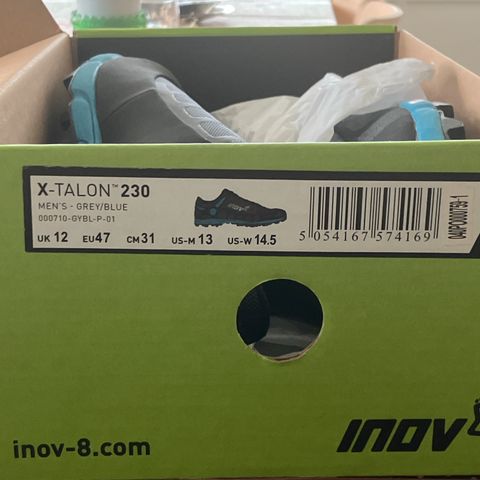 X-TALON™ 230
MEN'S - GREY/BLUE
000710-GYBL-P-01
UK 12 EU 47 CM 31 US-M 13 US-W 14.5
5 054167 574169
inov-8.com
INOV 8